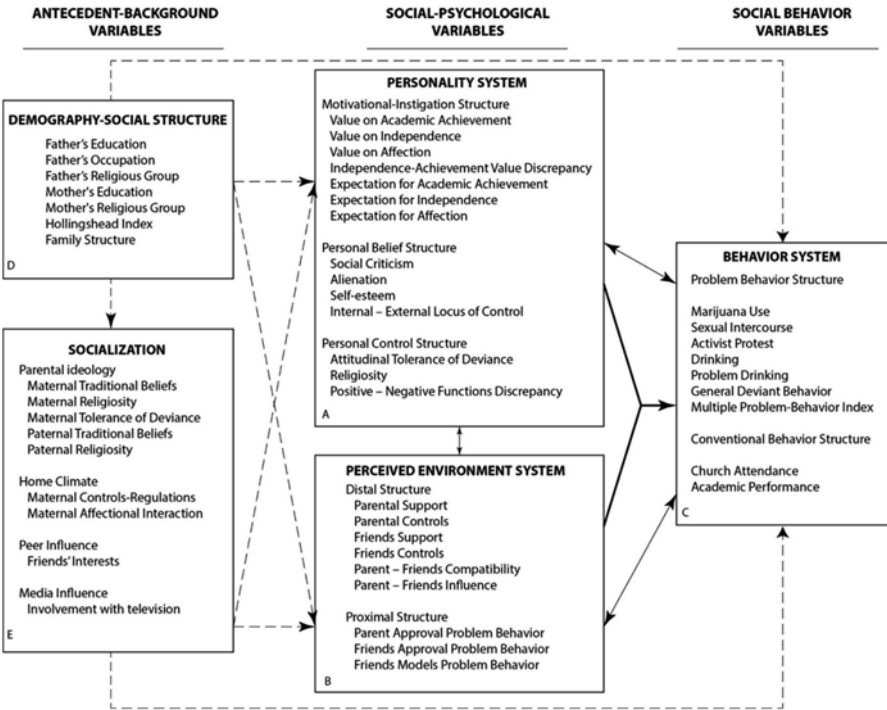 ANTECEDENT-BACKGROUND
VARIABLES
SOCIAL-PSYCHOLOGICAL
VARIABLES
SOCIAL BEHAVIOR
VARIABLES
DEMOGRAPHY-SOCIAL STRUCTURE
Father's Education
Father's Occupation
Father's Religious Group
Mother's Education
Mother's Religious Group
Hollingshead Index
Family Structure
D
SOCIALIZATION
Parental ideology
Maternal Traditional Beliefs
Maternal Religiosity
Maternal Tolerance of Deviance
Paternal Traditional Beliefs
Paternal Religiosity
Home Climate
Maternal Controls-Regulations
Maternal Affectional Interaction
Peer Influence
Friends' Interests
Media Influence
Involvement with television
E
PERSONALITY SYSTEM
Motivational-Instigation Structure
Value on Academic Achievement
Value on Independence
Value on Affection
Independence-Achievement Value Discrepancy
Expectation for Academic Achievement
Expectation for Independence
Expectation for Affection
Personal Belief Structure
Social Criticism
Alienation
Self-esteem
Internal – External Locus of Control
Personal Control Structure
Attitudinal Tolerance of Deviance
Religiosity
Positive – Negative Functions Discrepancy
A
PERCEIVED ENVIRONMENT SYSTEM
Distal Structure
Parental Support
Parental Controls
Friends Support
Friends Controls
Parent – Friends Compatibility
Parent – Friends Influence
Proximal Structure
Parent Approval Problem Behavior
Friends Approval Problem Behavior
Friends Models Problem Behavior
B
BEHAVIOR SYSTEM
Problem Behavior Structure
Marijuana Use
Sexual Intercourse
Activist Protest
Drinking
Problem Drinking
General Deviant Behavior
Multiple Problem-Behavior Index
Conventional Behavior Structure
Church Attendance
Academic Performance
C